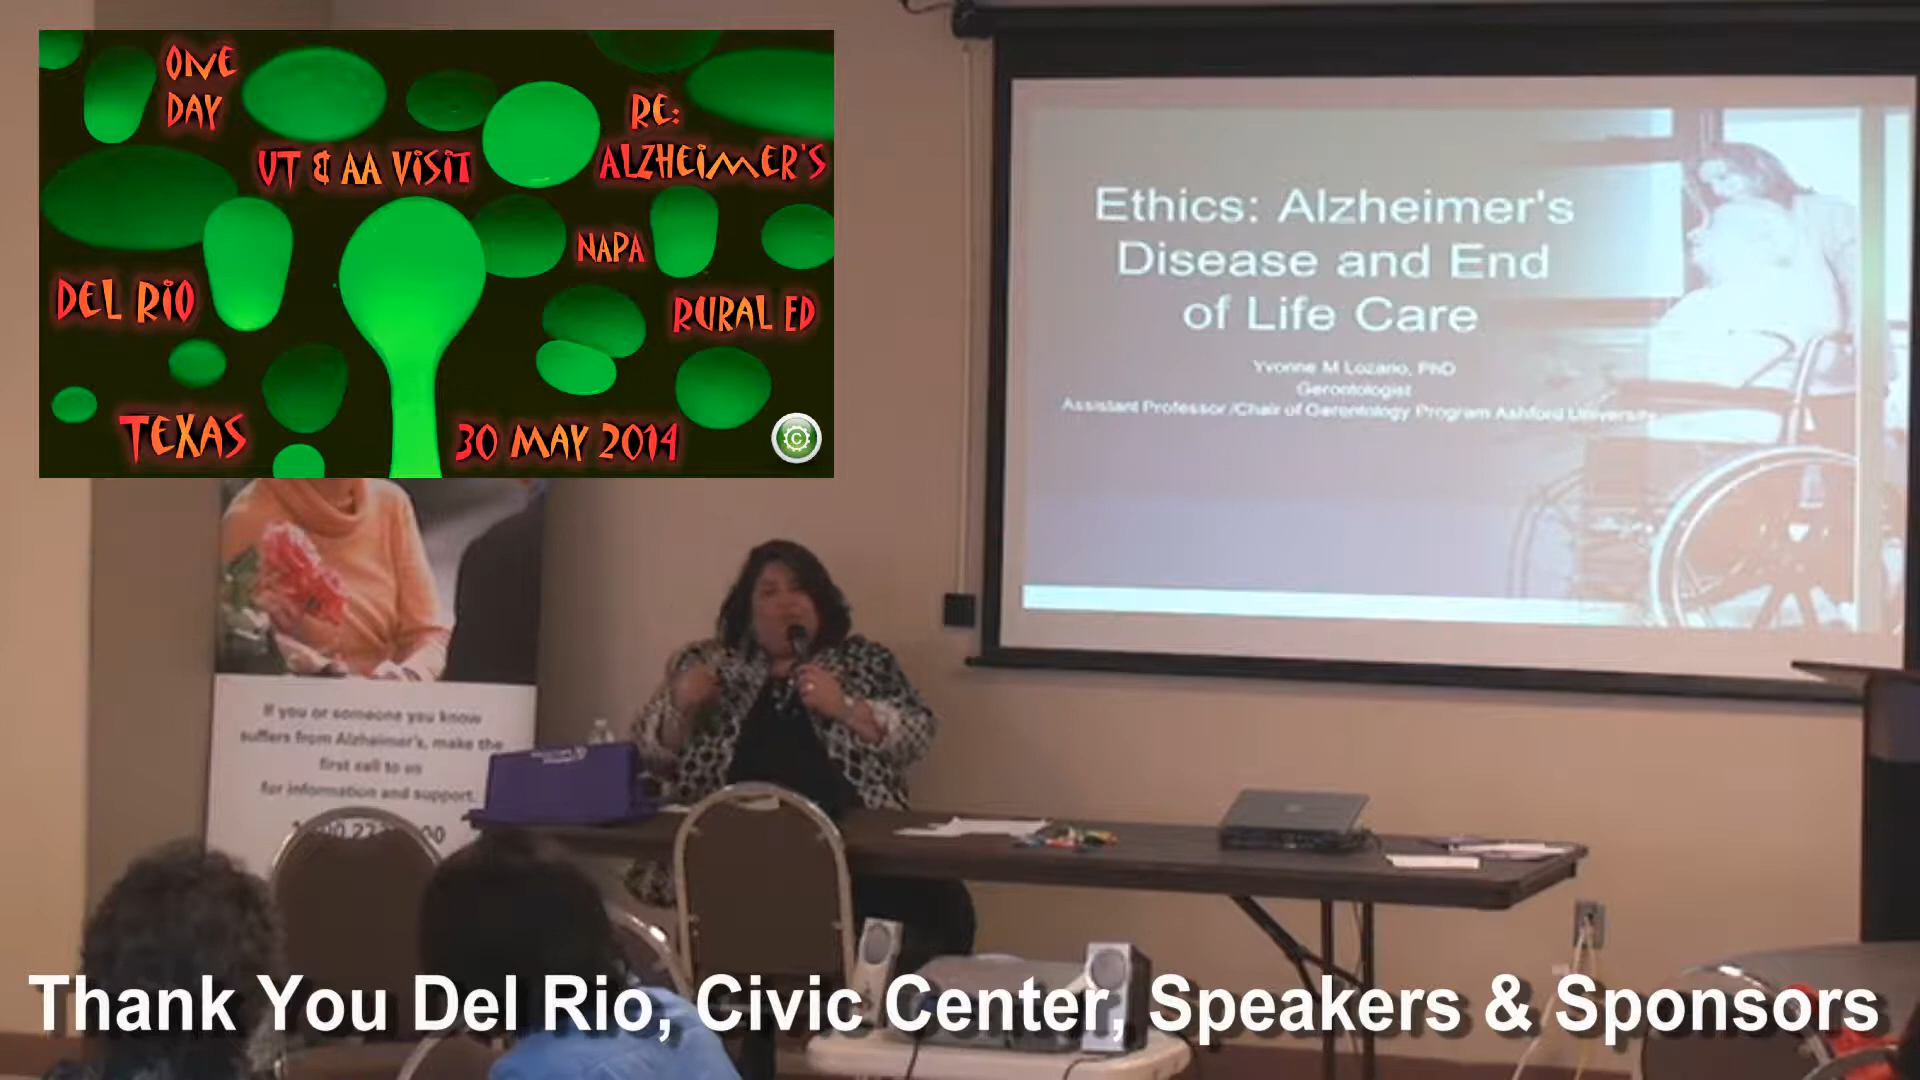 ONE
DAY
UT & AA VISIT
RE:
ALZHEIMER'S
NAPA
DEL RIO
RURAL ED
TEXAS
30 MAY 2014
Ethics: Alzheimer's
Disease and End
of Life Care
Yvonne M Lozano, PhD
Gerontologist
Assistant Professor /Chair of Gerontology Program Ashford University
If you or someone you know
suffers from Alzheimer's, make the
first call to us
for information and support.
Thank You Del Rio, Civic Center, Speakers & Sponsors